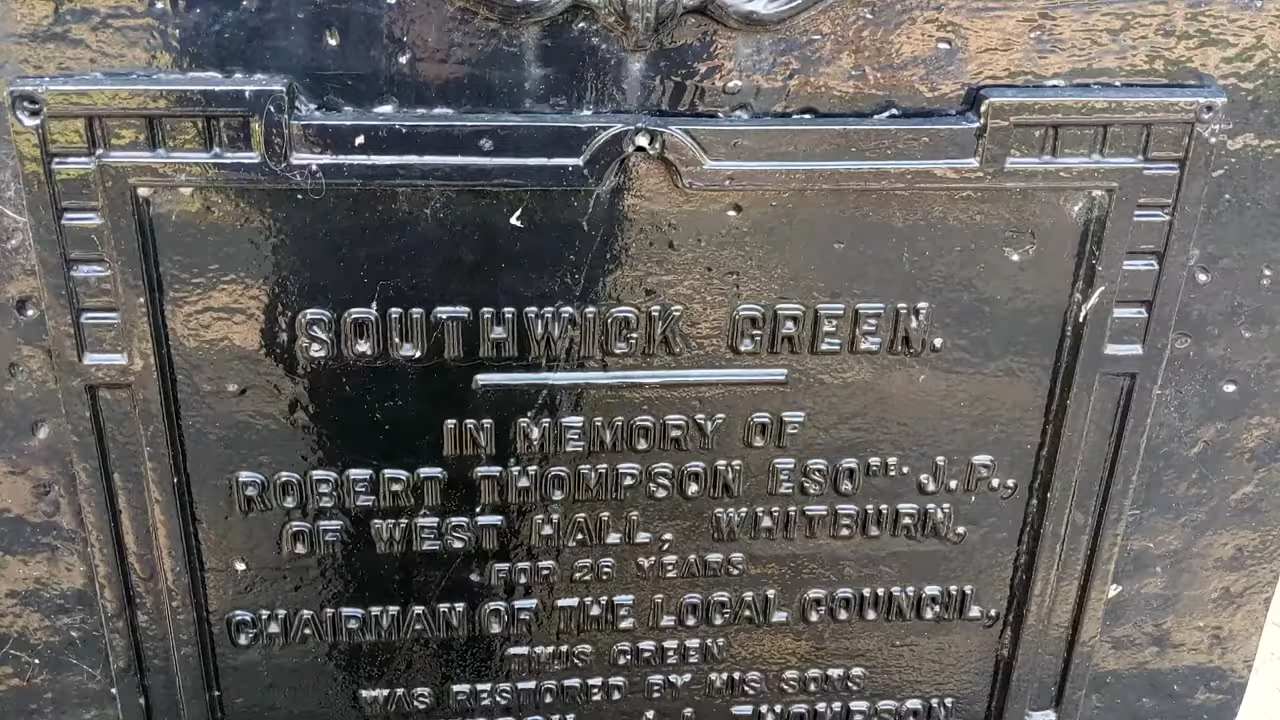 SOUTHWICK GREEN.
IN MEMORY OF
ROBERT THOMPSON ESQRE. J.P.,
OF WEST HALL, WHITBURN,
FOR 26 YEARS
CHAIRMAN OF THE LOCAL COUNCIL,
THIS GREEN
WAS RESTORED BY HIS SONS
THOMPSON